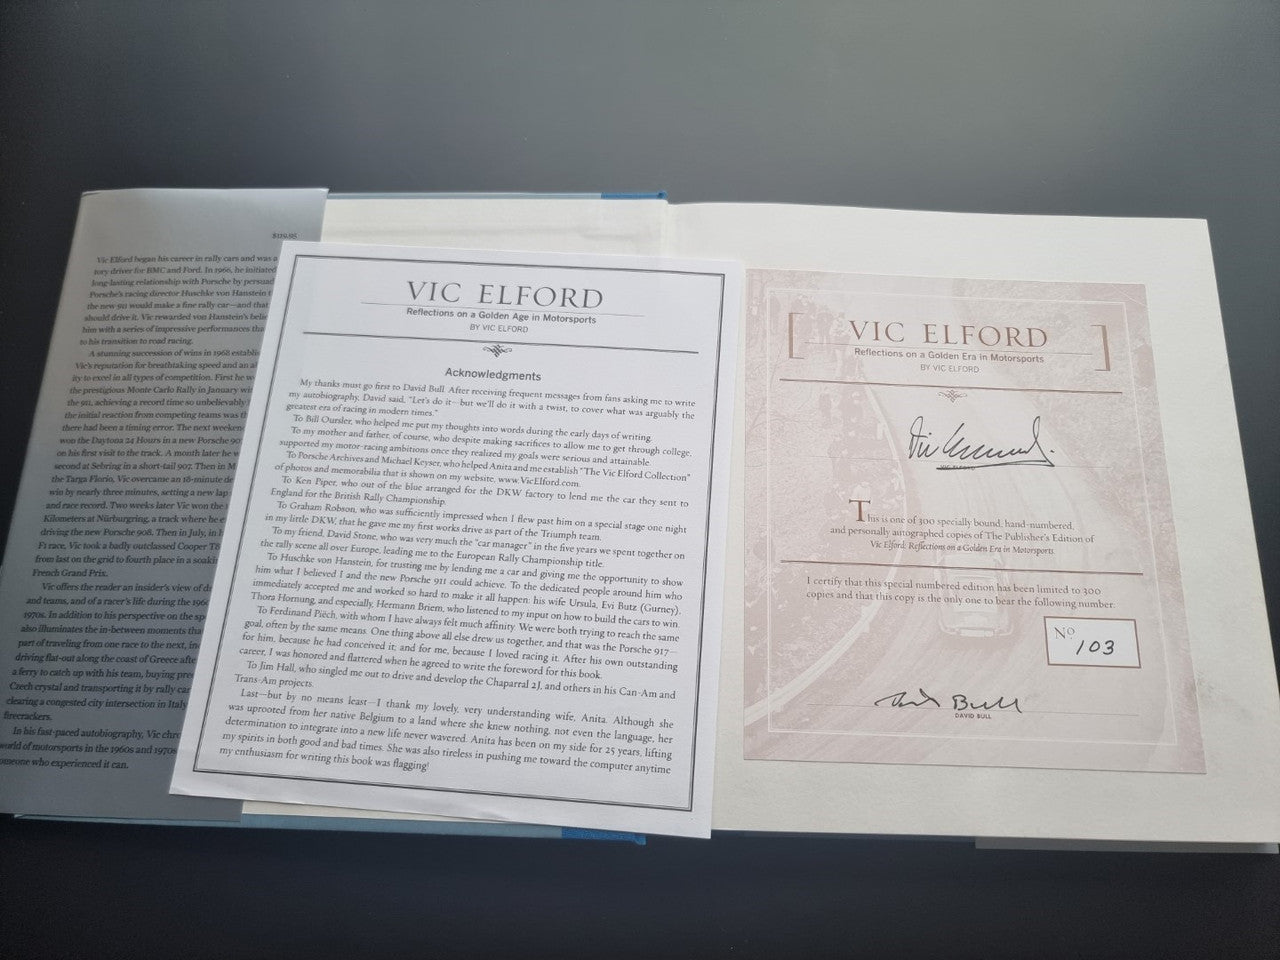 $129.95
Vic Elford began his career in rally cars and was a
tory driver for BMC and Ford. In 1966, he initiated
long-lasting relationship with Porsche by persuad
Porsche's racing director Huschke von Hanstein t
the new 911 would make a fine rally car—and that
should drive it. Vic rewarded von Hanstein's belie
him with a series of impressive performances tha
to his transition to road racing.
A stunning succession of wins in 1968 establi
Vic's reputation for breathtaking speed and an a
ity to excel in all types of competition. First he w
the prestigious Monte Carlo Rally in January wit
the 911, achieving a record time so unbelievably
the initial reaction from competing teams was th
there had been a timing error. The next weeken
won the Daytona 24 Hours in a new Porsche 90
on his first visit to the track. A month later he w
second at Sebring in a short-tail 907. Then in M
the Targa Florio, Vic overcame an 18-minute de
win by nearly three minutes, setting a new lap
and race record. Two weeks later Vic won the 1
Kilometers at Nürburgring, a track where he e
driving the new Porsche 908. Then in July, in h
F1 race, Vic took a badly outclassed Cooper T8
from last on the grid to fourth place in a soaki
French Grand Prix.
Vic offers the reader an insider's view of d
and teams, and of a racer's life during the 196
1970s. In addition to his perspective on the sp
also illuminates the in-between moments tha
part of traveling from one race to the next, in
driving flat-out along the coast of Greece afte
a ferry to catch up with his team, buying pre
Czech crystal and transporting it by rally car
clearing a congested city intersection in Italy
firecrackers.
In his fast-paced autobiography, Vic chro
world of motorsports in the 1960s and 1970s
omeone who experienced it can.
VIC ELFORD
Reflections on a Golden Age in Motorsports
BY VIC ELFORD
Acknowledgments
My thanks must go first to David Bull. After receiving frequent messages from fans asking me to write
my autobiography, David said, "Let's do it—but we'll do it with a twist, to cover what was arguably the
greatest era of racing in modern times."
To Bill Oursler, who helped me put my thoughts into words during the early days of writing.
To my mother and father, of course, who despite making sacrifices to allow me to get through college,
supported my motor-racing ambitions once they realized my goals were serious and attainable.
To Porsche Archives and Michael Keyser, who helped Anita and me establish "The Vic Elford Collection"
of photos and memorabilia that is shown on my website, www.VicElford.com.
To Ken Piper, who out of the blue arranged for the DKW factory to lend me the car they sent to
England for the British Rally Championship.
To Graham Robson, who was sufficiently impressed when I flew past him on a special stage one night
in my little DKW, that he gave me my first works drive as part of the Triumph team.
To my friend, David Stone, who was very much the "car manager" in the five years we spent together on
the rally scene all over Europe, leading me to the European Rally Championship title.
To Huschke von Hanstein, for trusting me by lending me a car and giving me the opportunity to show
him what I believed I and the new Porsche 911 could achieve. To the dedicated people around him who
immediately accepted me and worked so hard to make it all happen: his wife Ursula, Evi Butz (Gurney),
Thora Hornung, and especially, Hermann Briem, who listened to my input on how to build the cars to win.
To Ferdinand Piëch, with whom I have always felt much affinity. We were both trying to reach the same
goal, often by the same means. One thing above all else drew us together, and that was the Porsche 917—
for him, because he had conceived it; and for me, because I loved racing it. After his own outstanding
career, I was honored and flattered when he agreed to write the foreword for this book.
To Jim Hall, who singled me out to drive and develop the Chaparral 2J, and others in his Can-Am and
Trans-Am projects.
Last—but by no means least—I thank my lovely, very understanding wife, Anita. Although she
was uprooted from her native Belgium to a land where she knew nothing, not even the language, her
determination to integrate into a new life never wavered. Anita has been on my side for 25 years, lifting
my spirits in both good and bad times. She was also tireless in pushing me toward the computer anytime
my enthusiasm for writing this book was flagging!
VIC ELFORD
Reflections on a Golden Era in Motorsports
BY VIC ELFORD
Vic Elford
VIC ELFORD
This is one of 300 specially bound, hand-numbered,
and personally autographed copies of The Publisher's Edition of
Vic Elford: Reflections on a Golden Era in Motorsports.
I certify that this special numbered edition has been limited to 300
copies and that this copy is the only one to bear the following number:
Nº 103
David Bull
DAVID BULL